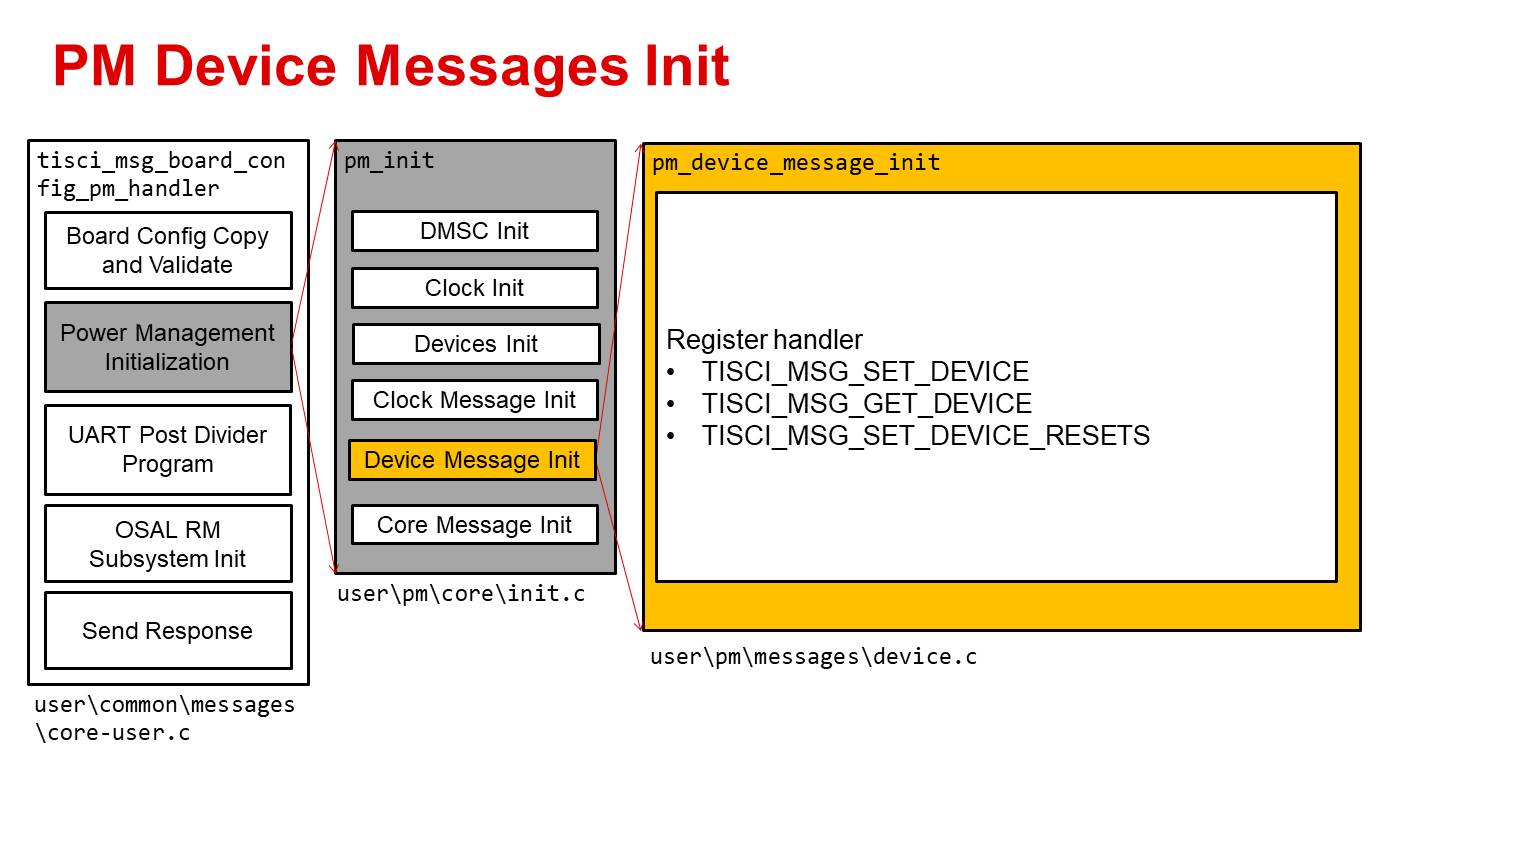 PM Device Messages Init
tisci_msg_board_con
fig_pm_handler
Board Config Copy
and Validate
Power Management
Initialization
UART Post Divider
Program
OSAL RM
Subsystem Init
Send Response
user\common\messages
\core-user.c
pm_init
DMSC Init
Clock Init
Devices Init
Clock Message Init
Device Message Init
Core Message Init
user\pm\core\init.c
pm_device_message_init
Register handler
• TISCI_MSG_SET_DEVICE
• TISCI_MSG_GET_DEVICE
• TISCI_MSG_SET_DEVICE_RESETS
user\pm\messages\device.c